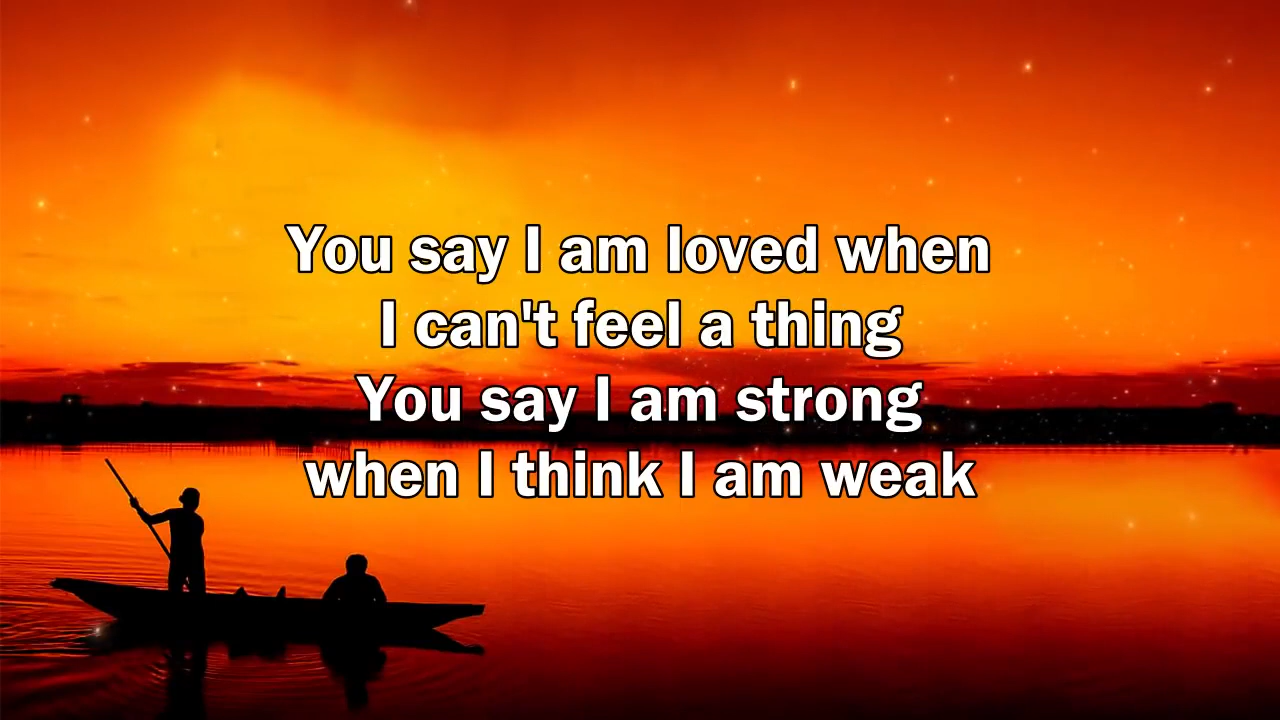 You say I am loved when
I can't feel a thing
You say I am strong
when I think I am weak